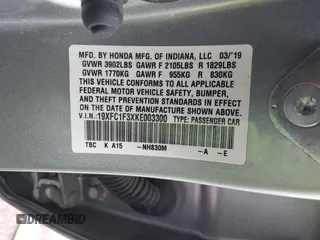 MFD. BY HONDA MFG. OF INDIANA, LLC 03/'19
GVWR 3902LBS GAWR F 2105LBS R 1829LBS
GVWR 1770KG GAWR F 955KG R 830KG
THIS VEHICLE CONFORMS TO ALL APPLICABLE
FEDERAL MOTOR VEHICLE SAFETY, BUMPER,
AND THEFT PREVENTION STANDARDS IN EFFECT
ON THE DATE OF MANUFACTURE SHOWN ABOVE.
V.I.N.:19XFC1F3XKE003300 TYPE: PASSENGER CAR
TBC K A15 -NH830M -A -E
DIDABID